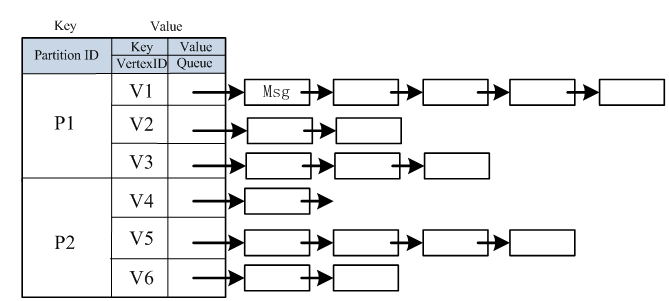 Key Value
Partition ID Key Value
VertexID Queue
P1 V1 Msg
V2
V3
P2 V4
V5
V6